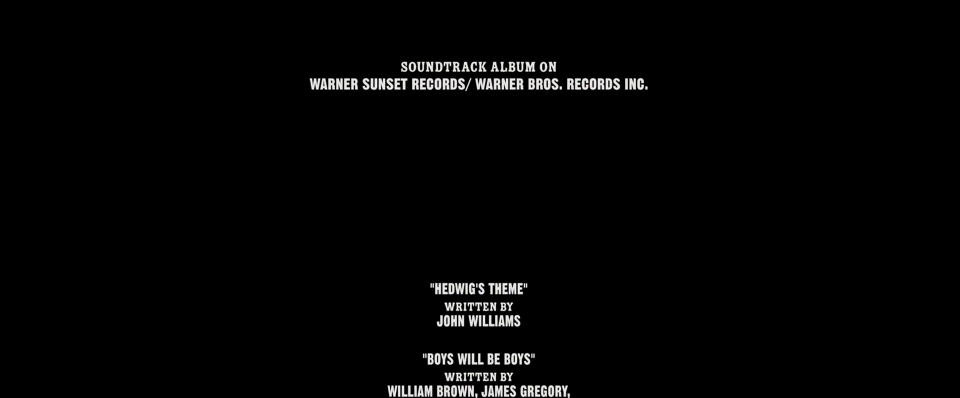 SOUNDTRACK ALBUM ON
WARNER SUNSET RECORDS/ WARNER BROS. RECORDS INC.
"HEDWIG'S THEME"
WRITTEN BY
JOHN WILLIAMS
"BOYS WILL BE BOYS"
WRITTEN BY
WILLIAM BROWN, JAMES GREGORY,